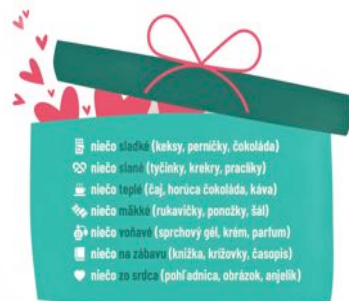 niečo sladké (keksy, perníčky, čokoláda)
niečo slané (tyčinky, krekry, praclíky)
niečo teplé (čaj, horúca čokoláda, káva)
niečo mäkké (rukavičky, ponožky, šál)
niečo voňavé (sprchový gél, krém, parfum)
niečo na zábavu (knižka, krížovky, časopis)
niečo zo srdca (pohľadnica, obrázok, anjelik)